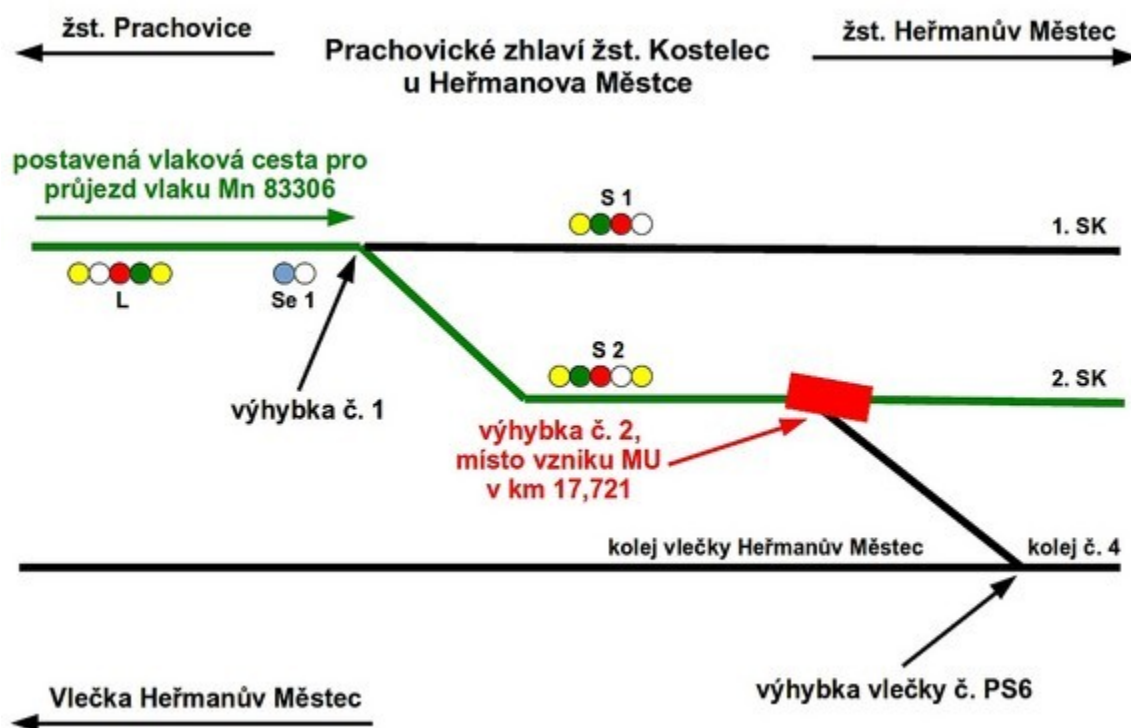 žst. Prachovice
Prachovické zhlaví žst. Kostelec
u Heřmanova Městce
žst. Heřmanův Městec
postavená vlaková cesta pro
průjezd vlaku Mn 83306
S 1
1. SK
L
Se 1
S 2
2. SK
výhybka č. 1
výhybka č. 2,
místo vzniku MU
v km 17,721
kolej vlečky Heřmanův Městec
kolej č. 4
Vlečka Heřmanův Městec
výhybka vlečky č. PS6